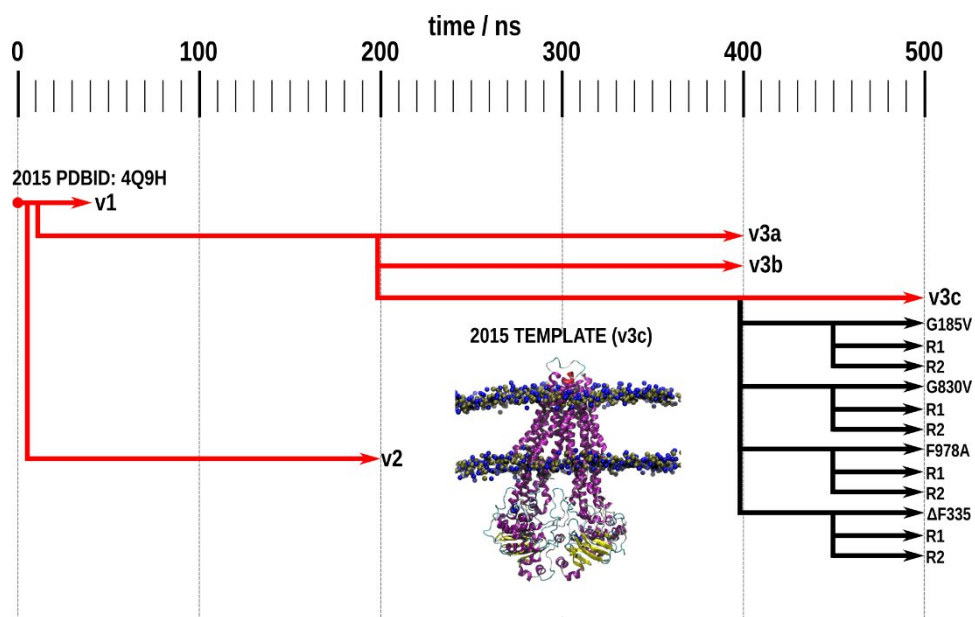 time / ns
0 100 200 300 400 500
2015 PDBID: 4Q9H
v1
v3a
v3b
v3c
G185V
2015 TEMPLATE (v3c)
R1
R2
G830V
R1
R2
F978A
v2
R1
R2
ΔF335
R1
R2